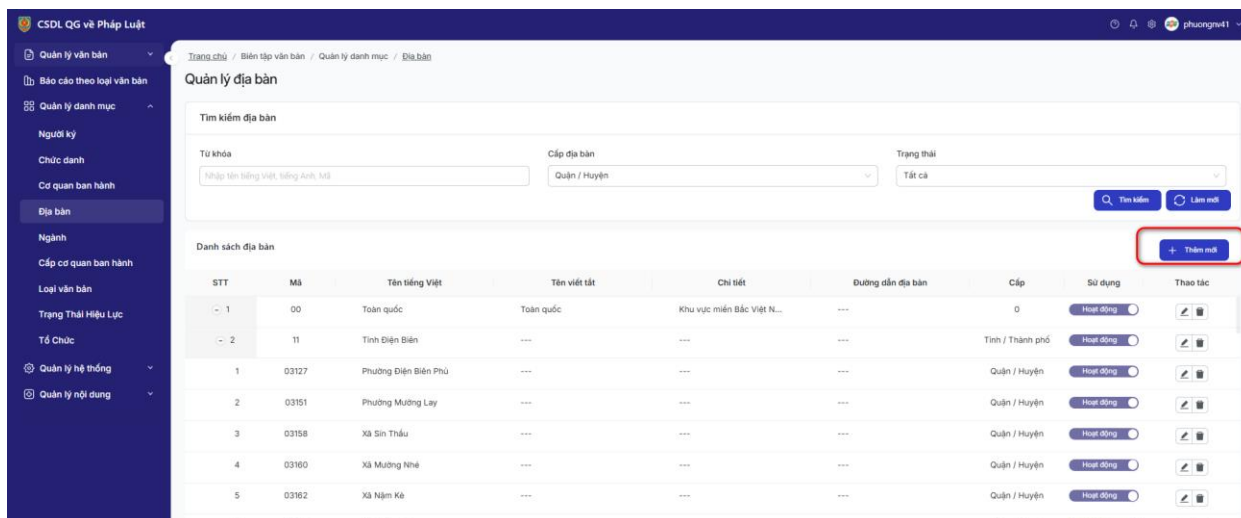 CSDL QG về Pháp Luật
phuongnv41
Quản lý văn bản
Báo cáo theo loại văn bản
Quản lý danh mục
Người ký
Chức danh
Cơ quan ban hành
Địa bàn
Ngành
Cấp cơ quan ban hành
Loại văn bản
Trạng Thái Hiệu Lực
Tổ Chức
Quản lý hệ thống
Quản lý nội dung
Trang chủ / Biên tập văn bản / Quản lý danh mục / Địa bàn
Quản lý địa bàn
Tìm kiếm địa bàn
Từ khóa Cấp địa bàn Trạng thái
Nhập tên tiếng Việt, tiếng Anh, Mã Quận / Huyện Tất cả
Tìm kiếm Làm mới
Danh sách địa bàn + Thêm mới
STT Mã Tên tiếng Việt Tên viết tắt Chi tiết Đường dẫn địa bàn Cấp Sử dụng Thao tác
1 00 Toàn quốc Toàn quốc Khu vực miền Bắc Việt N... --- 0 Hoạt động
2 11 Tỉnh Điện Biên --- --- --- Tỉnh / Thành phố Hoạt động
1 03127 Phường Điện Biên Phủ --- --- --- Quận / Huyện Hoạt động
2 03151 Phường Mường Lay --- --- --- Quận / Huyện Hoạt động
3 03158 Xã Sín Thầu --- --- --- Quận / Huyện Hoạt động
4 03160 Xã Mường Nhé --- --- --- Quận / Huyện Hoạt động
5 03162 Xã Nậm Kè --- --- --- Quận / Huyện Hoạt động